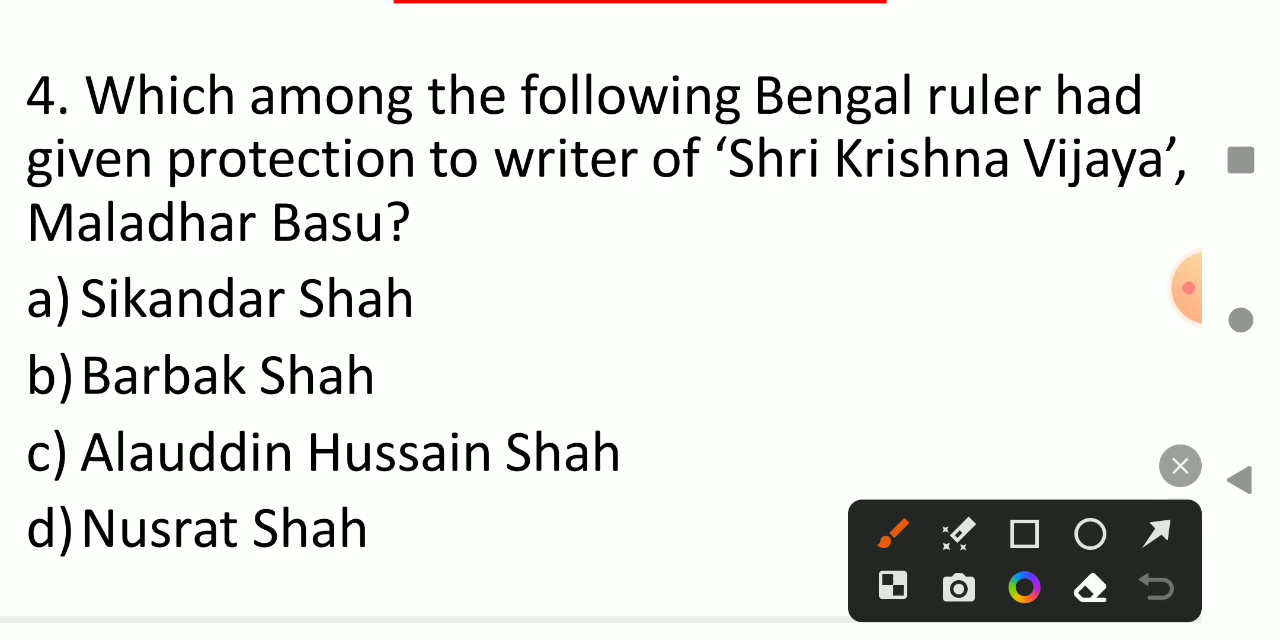 4. Which among the following Bengal ruler had
given protection to writer of ‘Shri Krishna Vijaya’,
Maladhar Basu?
a) Sikandar Shah
b) Barbak Shah
c) Alauddin Hussain Shah
d) Nusrat Shah